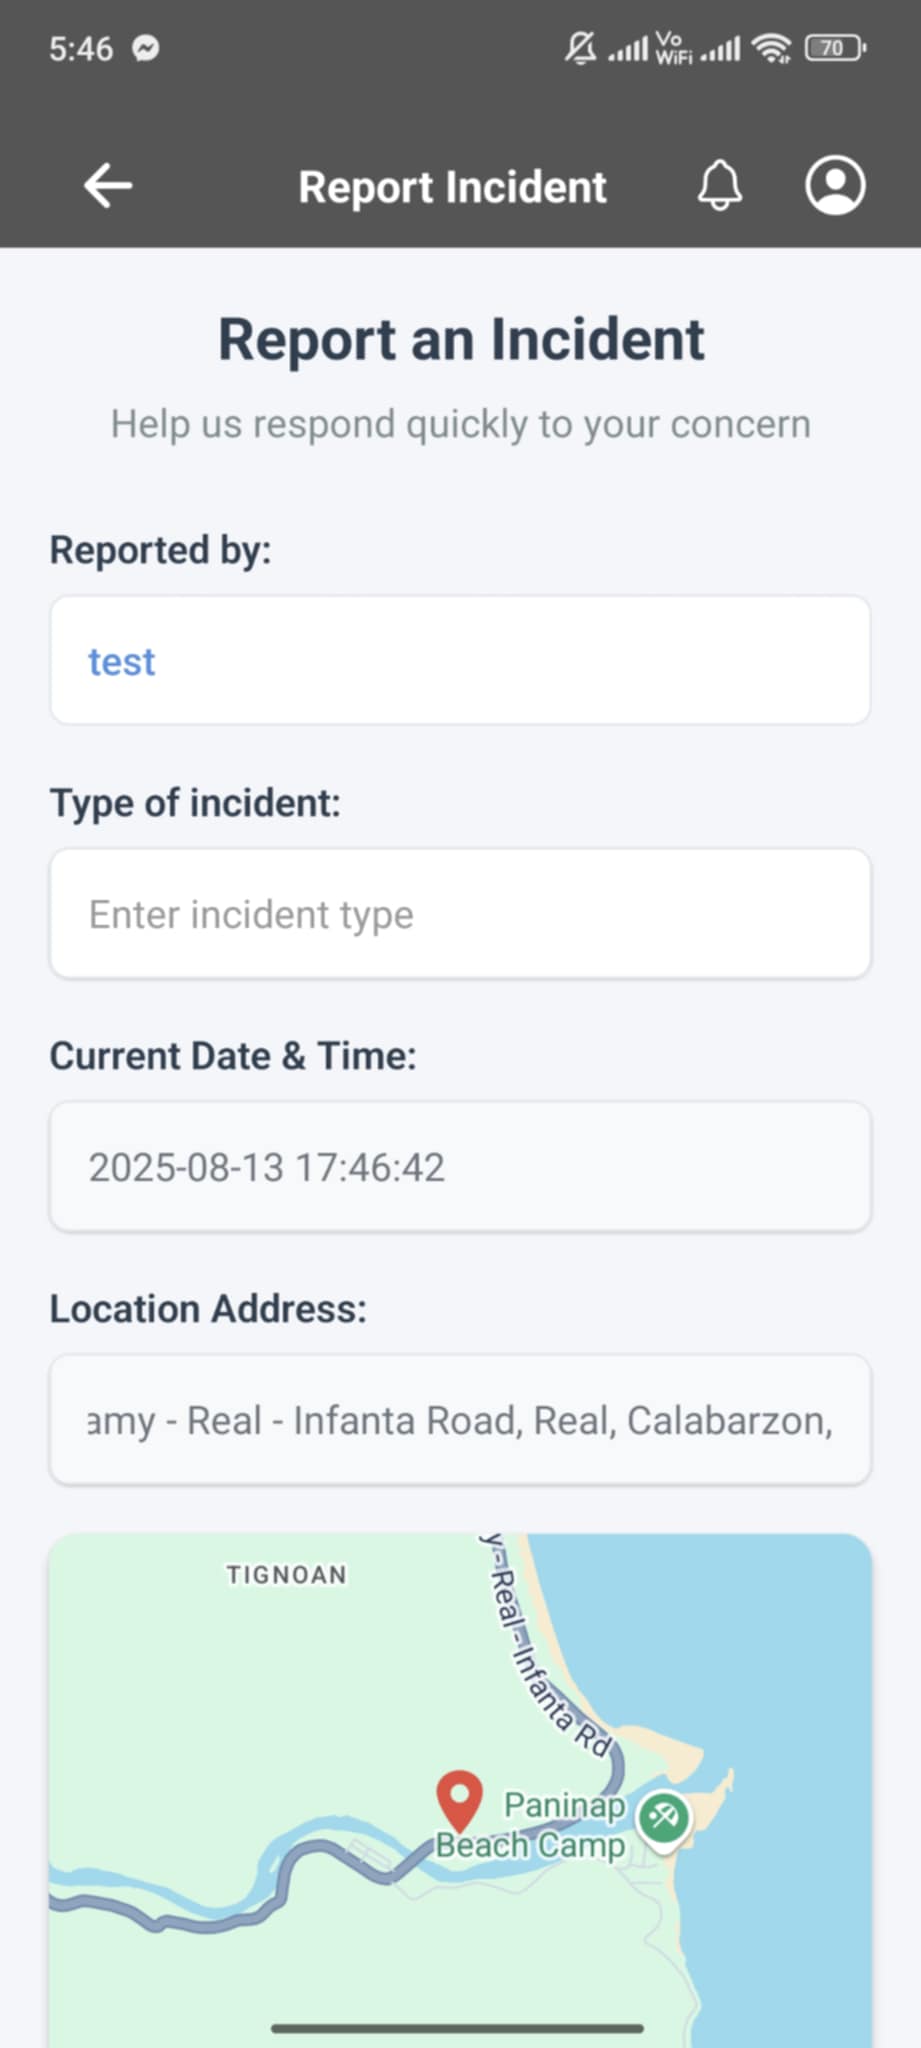 5:46
Vo
WiFi
70
Report Incident
Report an Incident
Help us respond quickly to your concern
Reported by:
test
Type of incident:
Enter incident type
Current Date & Time:
2025-08-13 17:46:42
Location Address:
amy - Real - Infanta Road, Real, Calabarzon,
TIGNOAN
y - Real - Infanta Rd
Paninap
Beach Camp